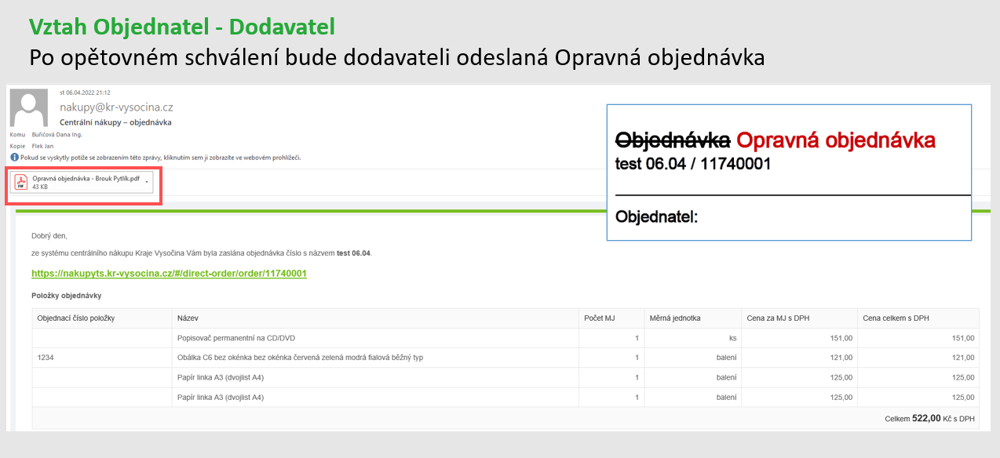 Vztah Objednatel - Dodavatel
Po opětovném schválení bude dodavateli odeslaná Opravná objednávka
st 06.04.2022 21:12
nakupy@kr-vysocina.cz
Centrální nákupy – objednávka
Komu Buřičová Dana Ing.
Kopie Flek Jan
Pokud se vyskytly potíže se zobrazením této zprávy, kliknutím sem ji zobrazíte ve webovém prohlížeči.
Opravná objednávka - Brouk Pytlík.pdf
43 KB
Objednávka Opravná objednávka
test 06.04 / 11740001
Objednatel:
Dobrý den,
ze systému centrálního nákupu Kraje Vysočina Vám byla zaslána objednávka číslo s názvem test 06.04.
https://nakupyts.kr-vysocina.cz/#/direct-order/order/11740001
Položky objednávky
Objednací číslo položky Název Počet MJ Měrná jednotka Cena za MJ s DPH Cena celkem s DPH
Popisovač permanentní na CD/DVD 1 ks 151,00 151,00
1234 Obálka C6 bez okénka bez okénka červená zelená modrá fialová běžný typ 1 balení 121,00 121,00
Papír linka A3 (dvojlist A4) 1 balení 125,00 125,00
Papír linka A3 (dvojlist A4) 1 balení 125,00 125,00
Celkem 522,00 Kč s DPH